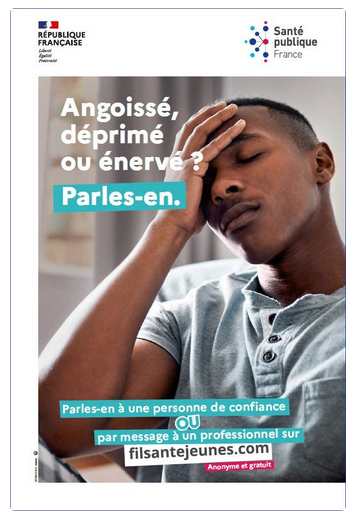 RÉPUBLIQUE
FRANÇAISE
Liberté
Égalité
Fraternité
Santé
publique
France
Angoissé,
déprimé
ou énervé ?
Parles-en.
Parles-en à une personne de confiance
OU
par message à un professionnel sur
filsantejeunes.com
Anonyme et gratuit